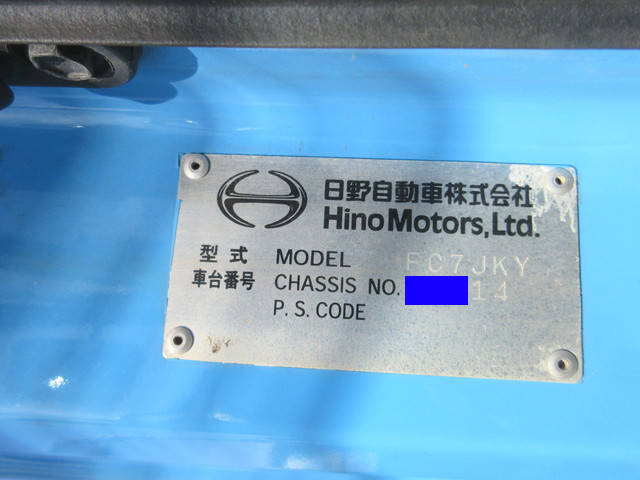 日野自動車株式会社
Hino Motors, Ltd.
型式 MODEL FC7JKY
車台番号 CHASSIS NO. 14
P.S. CODE